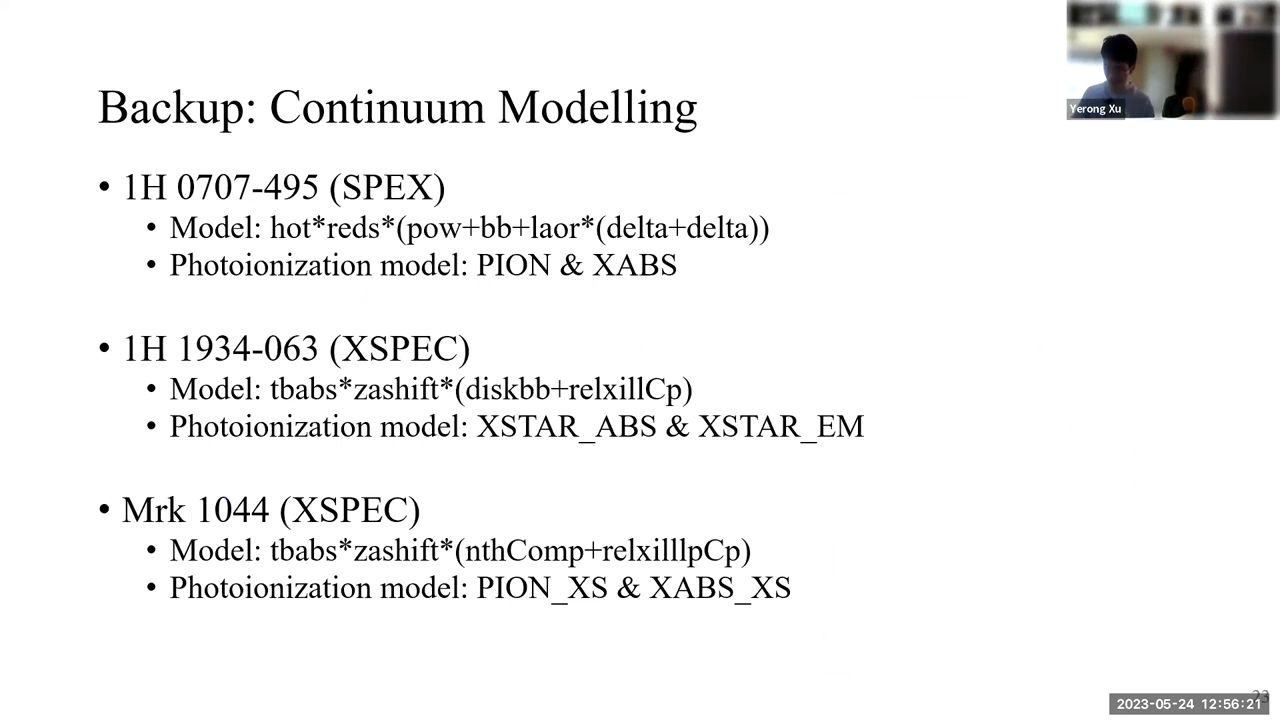 Backup: Continuum Modelling
Yerong Xu
• 1H 0707-495 (SPEX)
• Model: hot*reds*(pow+bb+laor*(delta+delta))
• Photoionization model: PION & XABS
• 1H 1934-063 (XSPEC)
• Model: tbabs*zashift*(diskbb+relxillCp)
• Photoionization model: XSTAR_ABS & XSTAR_EM
• Mrk 1044 (XSPEC)
• Model: tbabs*zashift*(nthComp+relxilllpCp)
• Photoionization model: PION_XS & XABS_XS
23
2023-05-24 12:56:21